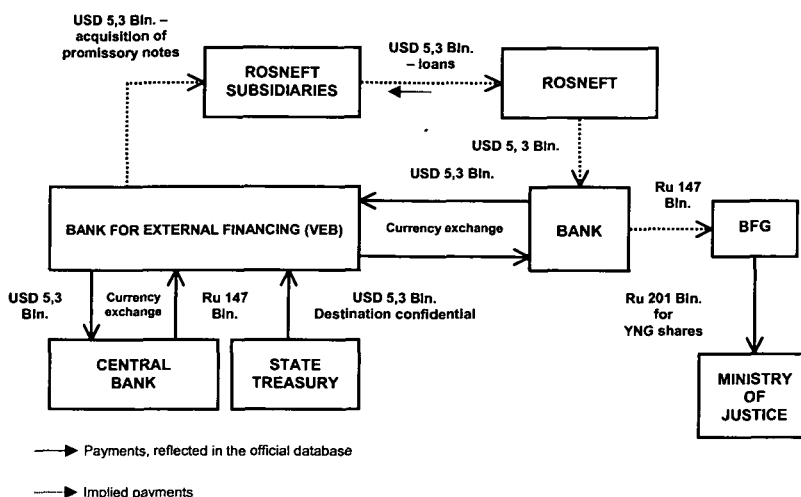 USD 5,3 Bln. –
acquisition of
promissory notes
ROSNEFT
SUBSIDIARIES
USD 5,3 Bln.
– loans
ROSNEFT
USD 5, 3 Bln.
USD 5,3 Bln.
BANK FOR EXTERNAL FINANCING (VEB)
Currency exchange
BANK
Ru 147
Bln.
BFG
USD 5,3
Bln.
Currency
exchange
Ru 147
Bln.
USD 5,3 Bln.
Destination confidential
Ru 201 Bln.
for
YNG shares
CENTRAL
BANK
STATE
TREASURY
MINISTRY
OF
JUSTICE
Payments, reflected in the official database
Implied payments